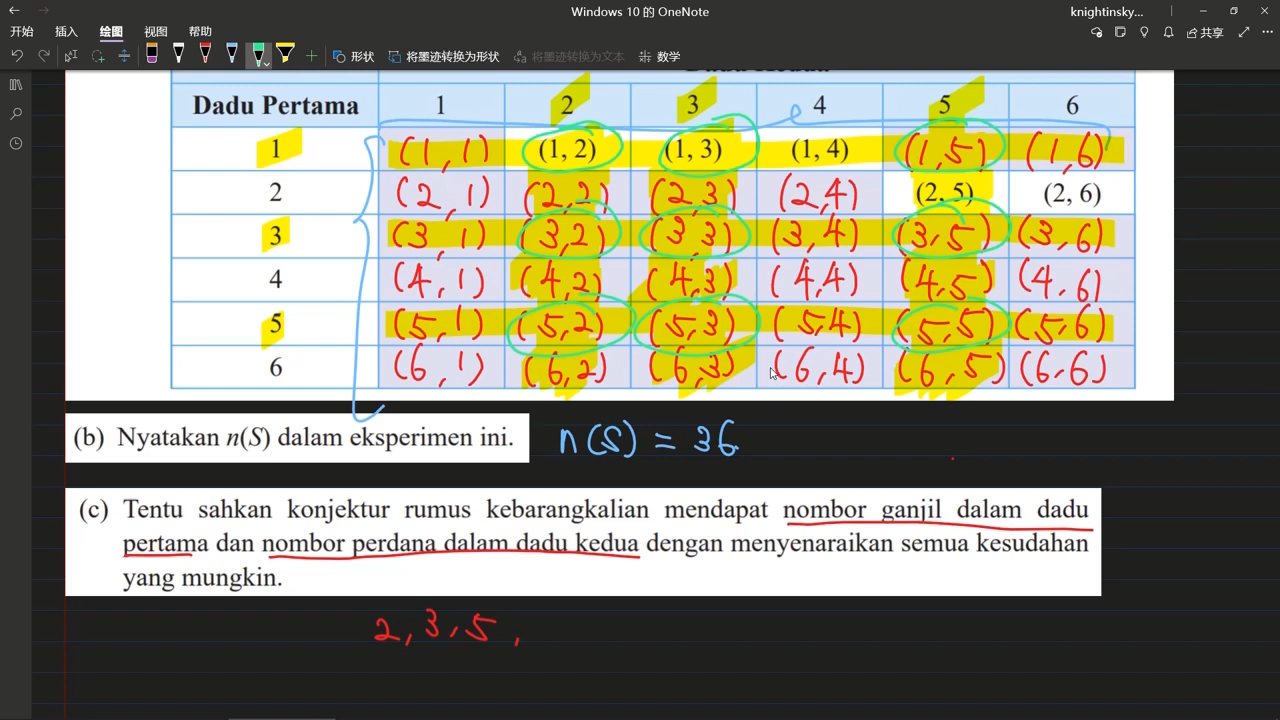 Windows 10 的 OneNote
knightinsky...
开始 插入 绘图 视图 帮助
形状 将墨迹转换为形状 将墨迹转换为文本 数学 共享
Dadu Pertama 1 2 3 4 5 6
1 (1, 1) (1, 2) (1, 3) (1, 4) (1, 5) (1, 6)
2 (2, 1) (2, 2) (2, 3) (2, 4) (2, 5) (2, 6)
3 (3, 1) (3, 2) (3, 3) (3, 4) (3, 5) (3, 6)
4 (4, 1) (4, 2) (4, 3) (4, 4) (4, 5) (4, 6)
5 (5, 1) (5, 2) (5, 3) (5, 4) (5, 5) (5, 6)
6 (6, 1) (6, 2) (6, 3) (6, 4) (6, 5) (6, 6)
(b) Nyatakan n(S) dalam eksperimen ini. n(S) = 36
(c) Tentu sahkan konjektur rumus kebarangkalian mendapat nombor ganjil dalam dadu
pertama dan nombor perdana dalam dadu kedua dengan menyenaraikan semua kesudahan
yang mungkin.
2, 3, 5,